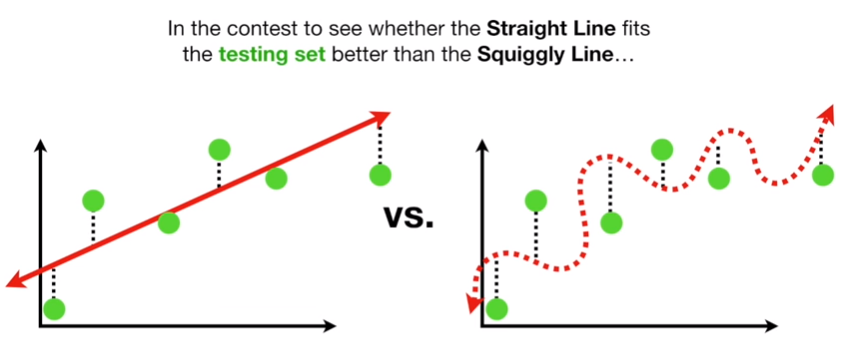 In the contest to see whether the Straight Line fits
the testing set better than the Squiggly Line…
vs.